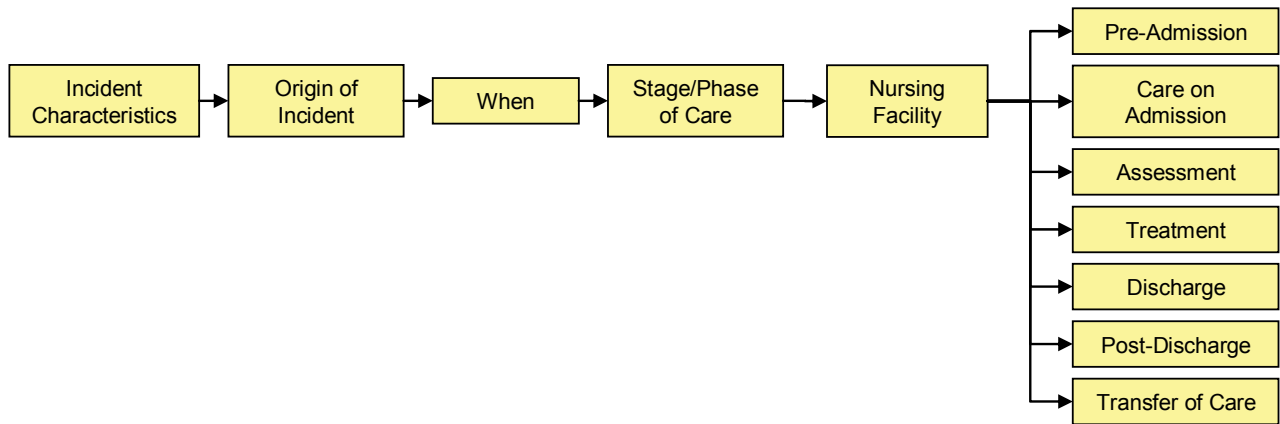 Incident
Characteristics
Origin of
Incident
When
Stage/Phase
of Care
Nursing
Facility
Pre-Admission
Care on
Admission
Assessment
Treatment
Discharge
Post-Discharge
Transfer of Care